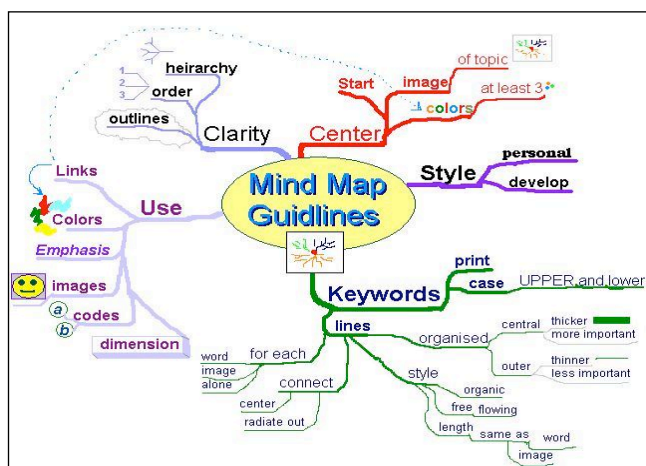 Mind Map
Guidlines
Center
Start
image
of topic
colors
at least 3
Style
personal
develop
Keywords
print
case
UPPER and lower
lines
organised
central
thicker
more important
outer
thinner
less important
style
organic
free flowing
length
same as
word
image
connect
center
radiate out
for each
word
image
alone
Use
Links
Colors
Emphasis
images
codes
a
b
dimension
Clarity
heirarchy
order
1
2
3
outlines